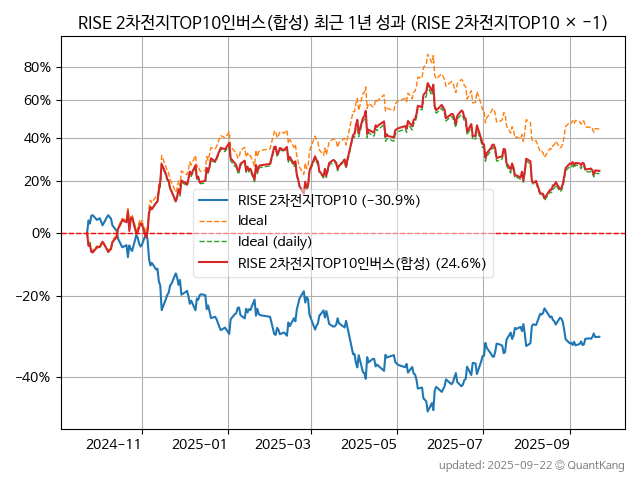 RISE 2차전지TOP10인버스(합성) 최근 1년 성과 (RISE 2차전지TOP10 × −1)
80%
60%
40%
20%
0%
−20%
−40%
RISE 2차전지TOP10 (−30.9%)
Ideal
Ideal (daily)
RISE 2차전지TOP10인버스(합성) (24.6%)
2024-11 2025-01 2025-03 2025-05 2025-07 2025-09
updated: 2025-09-22 © QuantKang